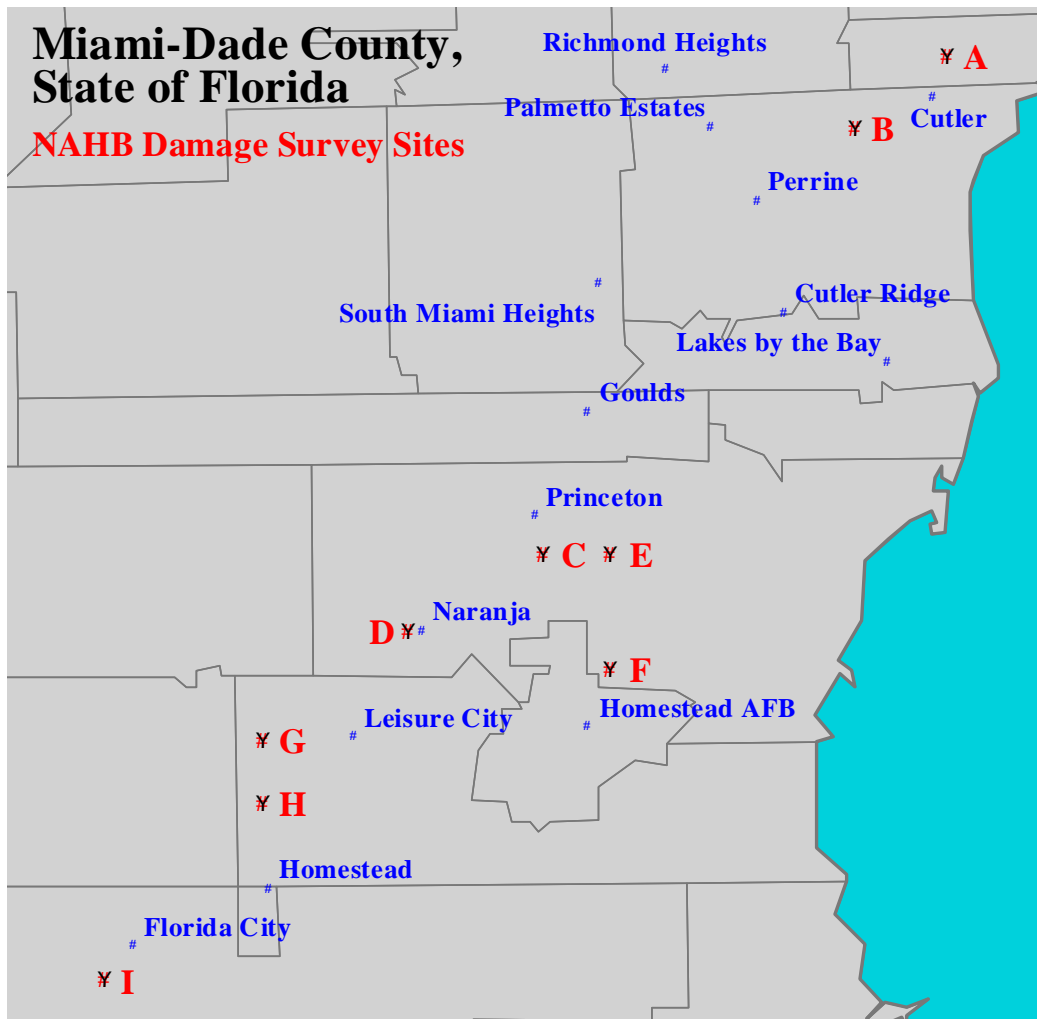 Miami-Dade County,
State of Florida
NAHB Damage Survey Sites
Richmond Heights
#
¥ A
Palmetto Estates
#
#
Cutler
¥ B
Perrine
#
#
South Miami Heights
Cutler Ridge
#
Lakes by the Bay
#
Goulds
#
Princeton
#
¥ C
¥ E
Naranja
D ¥ #
¥ F
Leisure City
#
Homestead AFB
#
¥ G
¥ H
Homestead
#
Florida City
#
¥ I